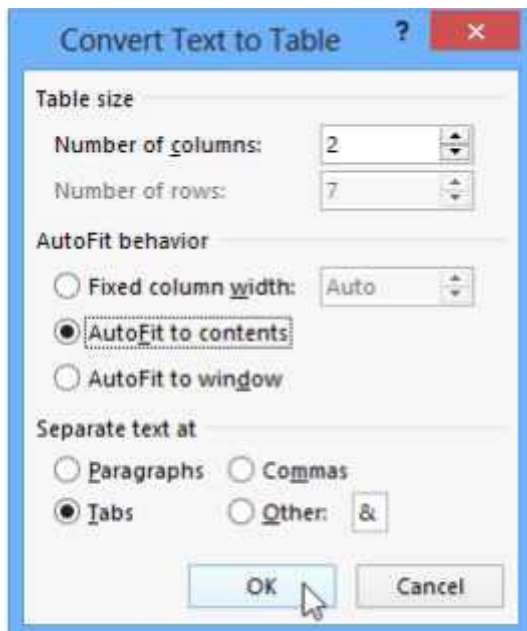 Convert Text to Table ?
Table size
Number of columns: 2
Number of rows: 7
AutoFit behavior
Fixed column width: Auto
AutoFit to contents
AutoFit to window
Separate text at
Paragraphs Commas
Tabs Other: &
OK Cancel